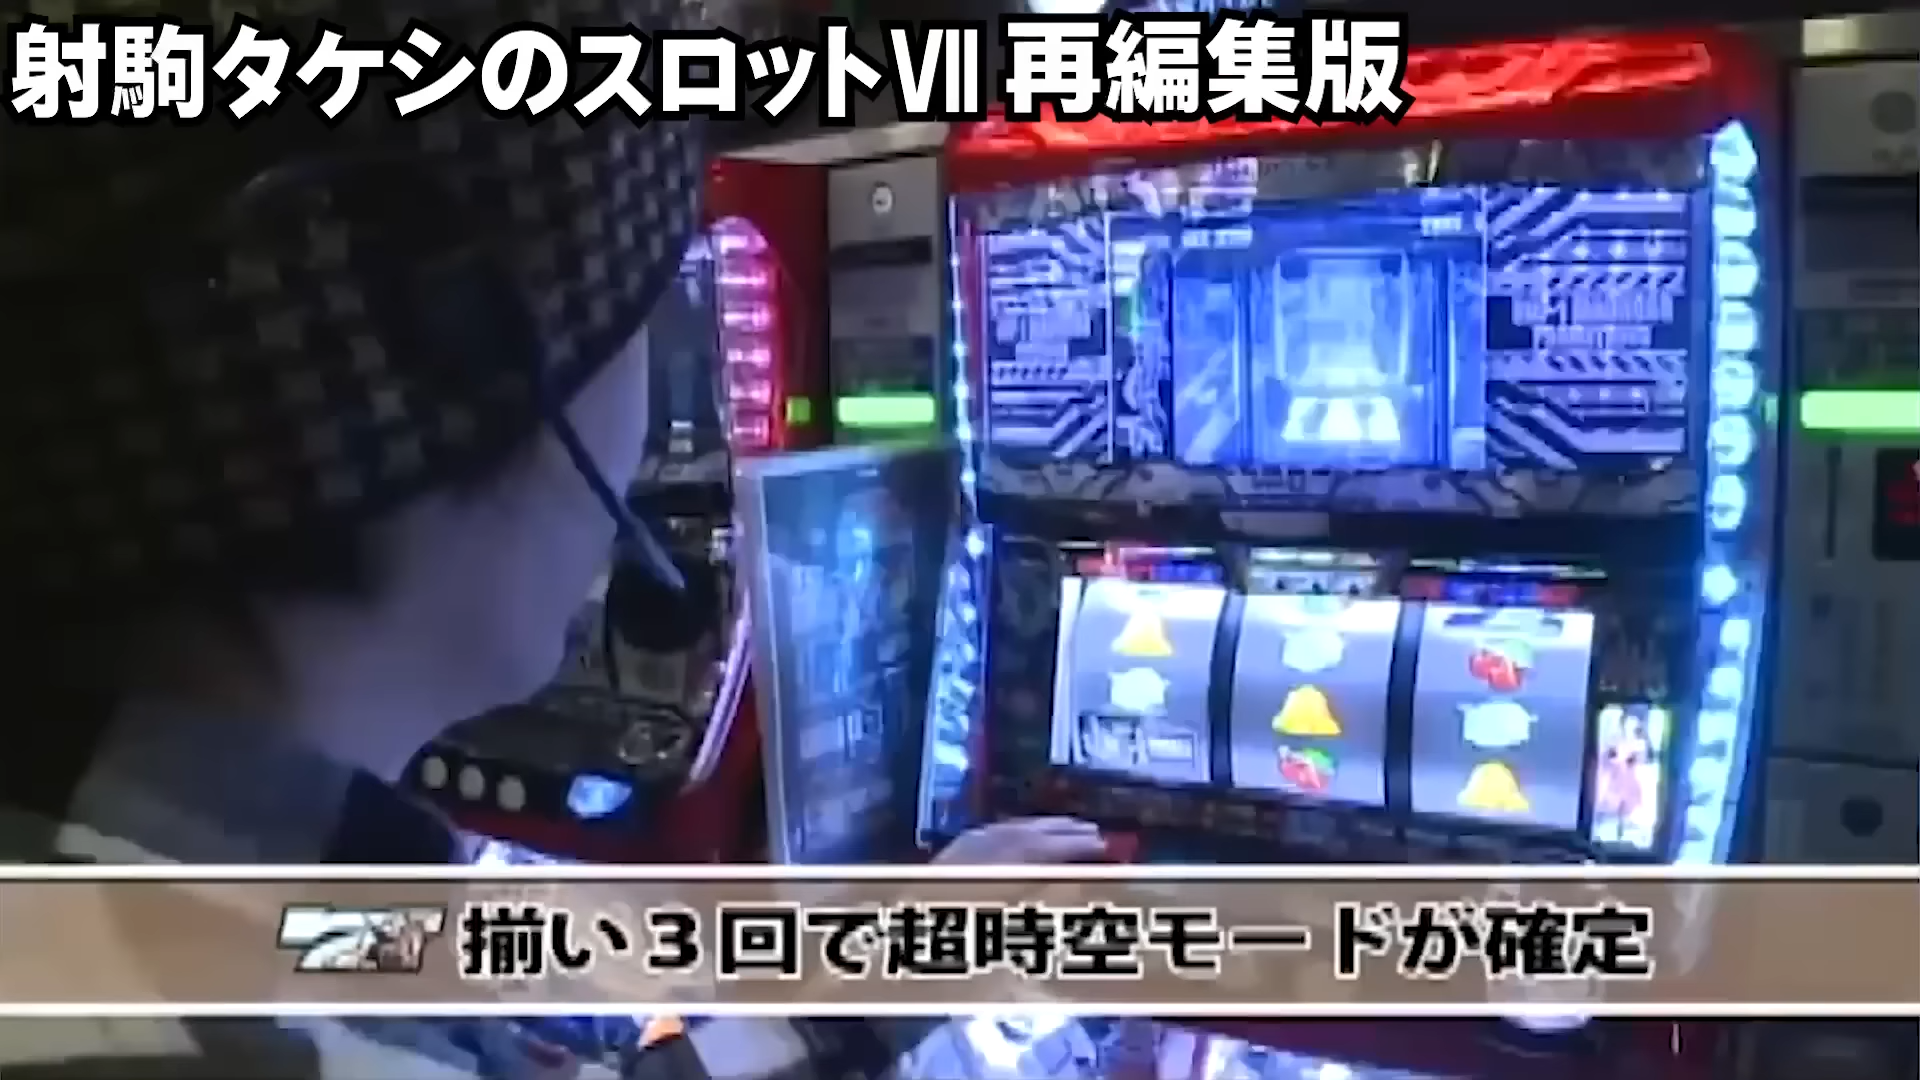 射駒タケシのスロットⅦ 再編集版
揃い3回で超時空モードが確定